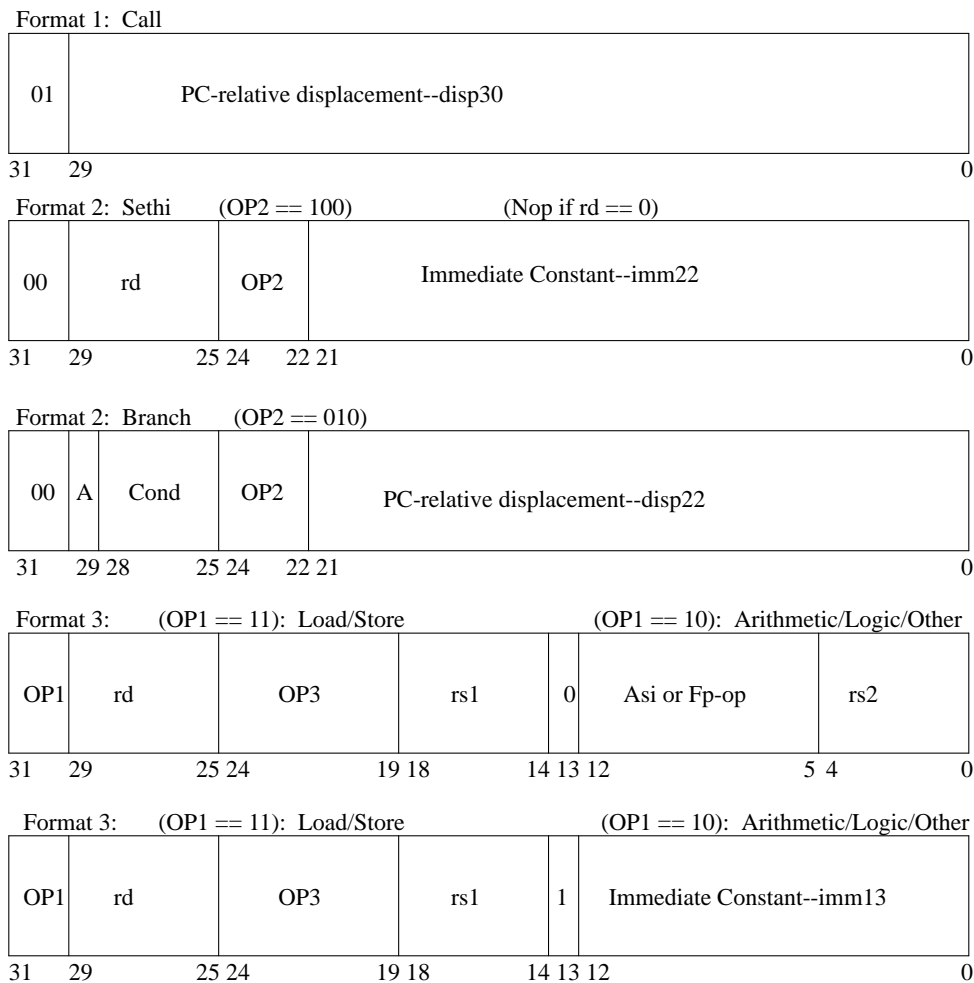 Format 1: Call
01 PC-relative displacement--disp30
31 29 0
Format 2: Sethi (OP2 == 100) (Nop if rd == 0)
00 rd OP2 Immediate Constant--imm22
31 29 25 24 22 21 0
Format 2: Branch (OP2 == 010)
00 A Cond OP2 PC-relative displacement--disp22
31 29 28 25 24 22 21 0
Format 3: (OP1 == 11): Load/Store (OP1 == 10): Arithmetic/Logic/Other
OP1 rd OP3 rs1 0 Asi or Fp-op rs2
31 29 25 24 19 18 14 13 12 5 4 0
Format 3: (OP1 == 11): Load/Store (OP1 == 10): Arithmetic/Logic/Other
OP1 rd OP3 rs1 1 Immediate Constant--imm13
31 29 25 24 19 18 14 13 12 0